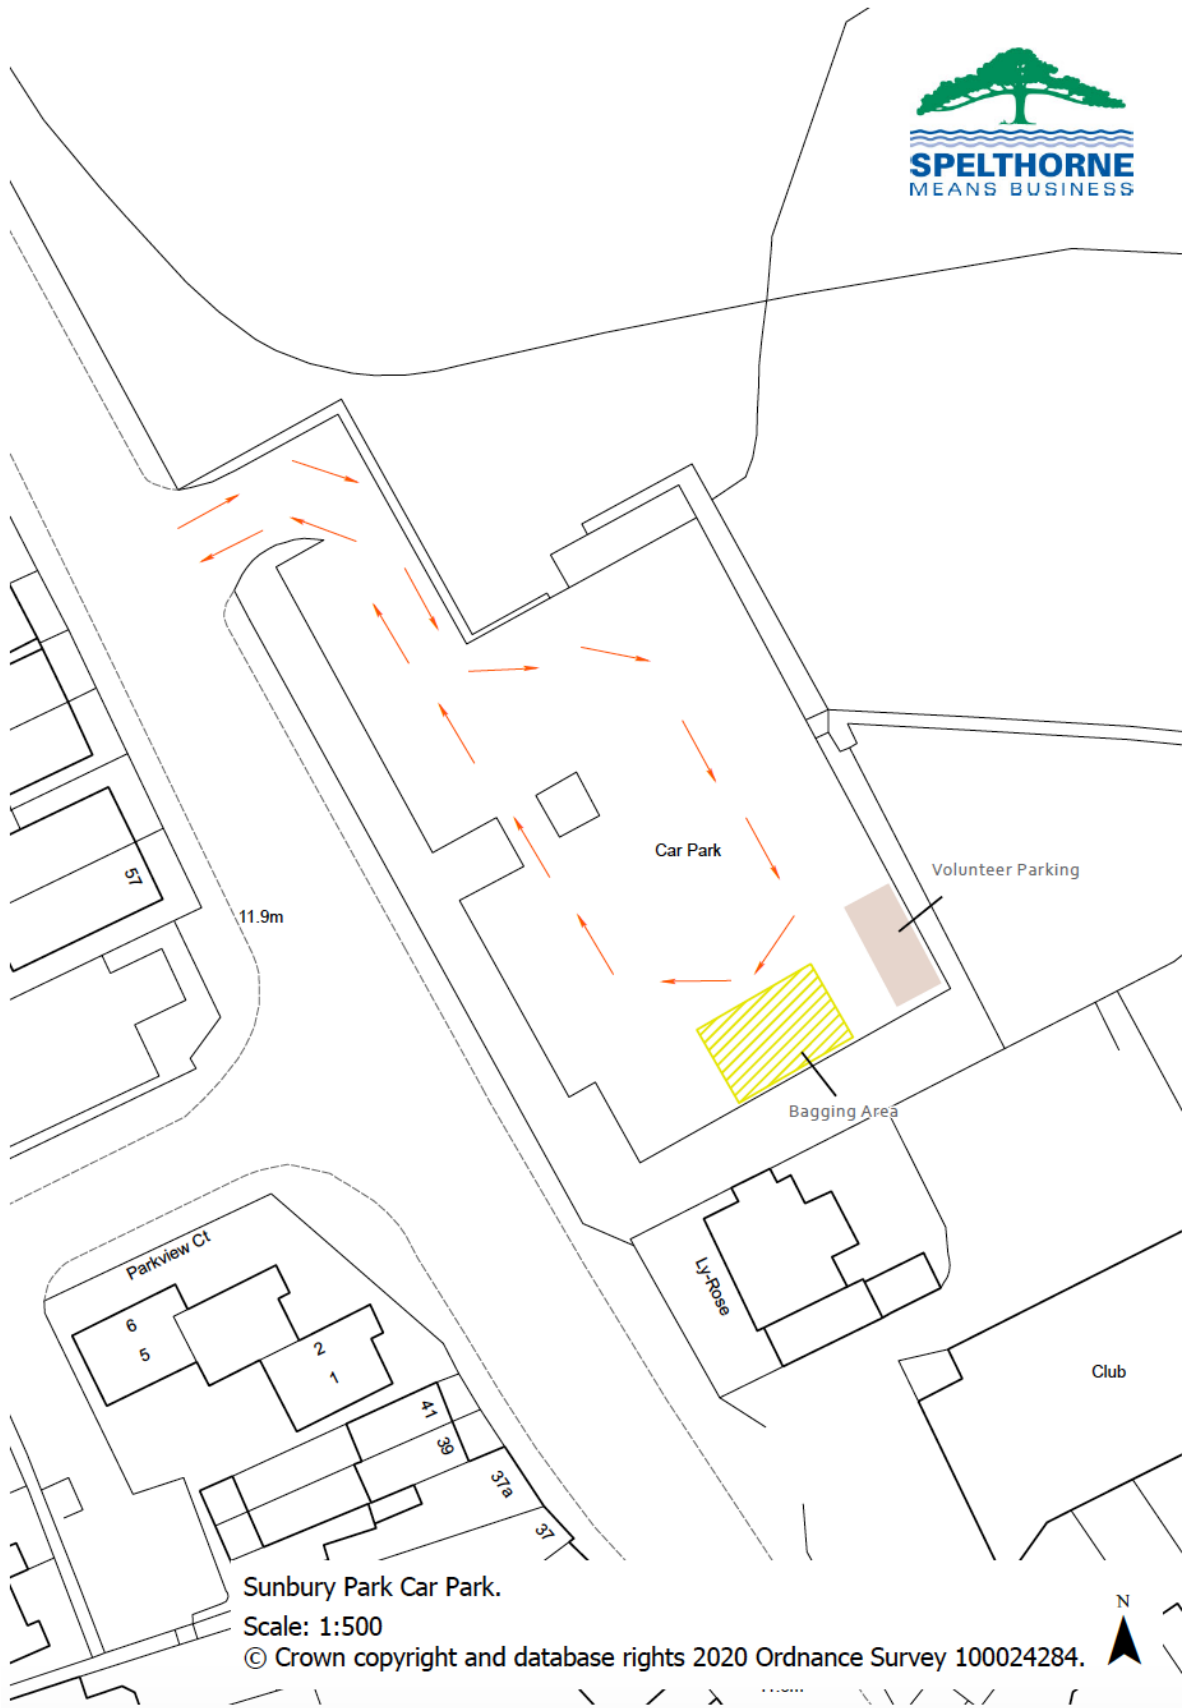 SPELTHORNE
MEANS BUSINESS
Car Park
Volunteer Parking
57
11.9m
Bagging Area
Parkview Ct
6
5
2
1
Ly-Rose
Club
41
39
37a
37
Sunbury Park Car Park.
Scale: 1:500
© Crown copyright and database rights 2020 Ordnance Survey 100024284.
N